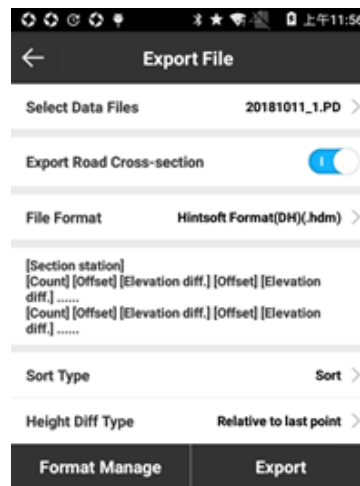 上午11:56
Export File
Select Data Files 20181011_1.PD
Export Road Cross-section
File Format Hintsoft Format(DH)(.hdm)
[Section station]
[Count] [Offset] [Elevation diff.] [Offset] [Elevation
diff.] ......
[Count] [Offset] [Elevation diff.] [Offset] [Elevation
diff.] ......
Sort Type Sort
Height Diff Type Relative to last point
Format Manage Export